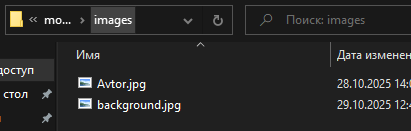 « mo... › images
Поиск: images
Имя
Дата изменен
доступ
Avtor.jpg
28.10.2025 14:0
стол
background.jpg
29.10.2025 12:4